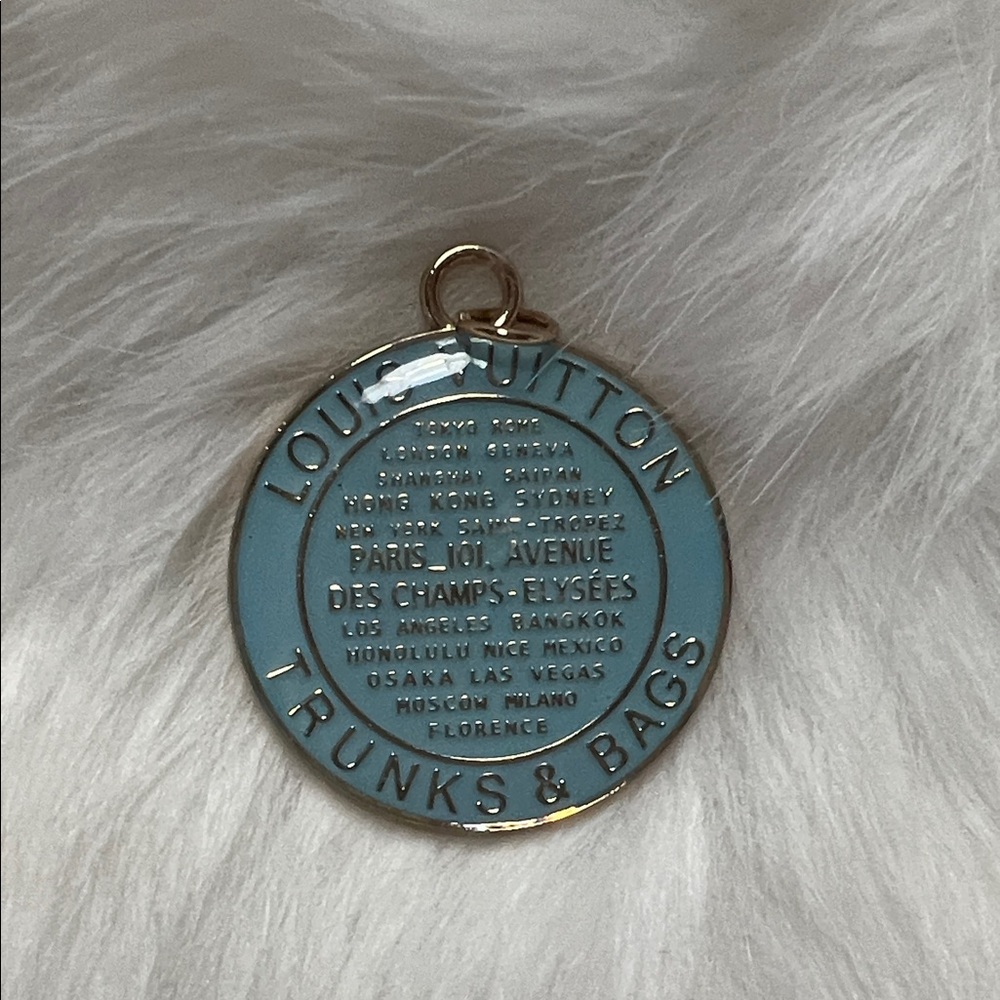 LOUIS VUITTON
TOKYO ROME
LONDON GENEVA
SHANGHAI SAIPAN
HONG KONG SYDNEY
NEW YORK SAINT-TROPEZ
PARIS_101, AVENUE
DES CHAMPS-ELYSÉES
LOS ANGELES BANGKOK
HONOLULU NICE MEXICO
OSAKA LAS VEGAS
MOSCOW MILANO
FLORENCE
TRUNKS & BAGS